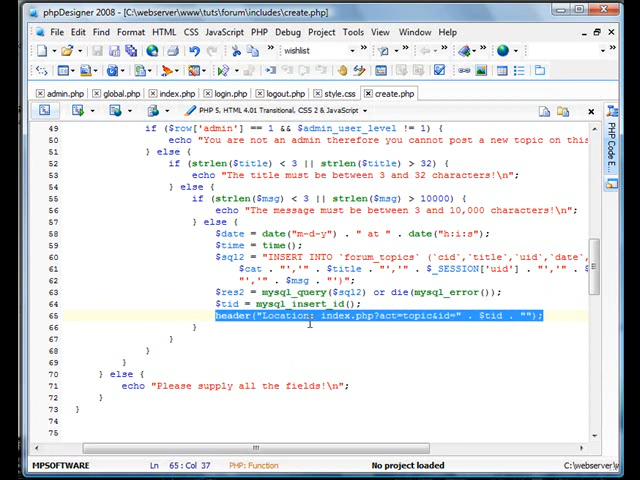 phpDesigner 2008 - [C:\webserver\www\tuts\forum\includes\create.php]
File Edit Find Format HTML CSS JavaScript PHP Debug Tools View Window Help
wishlist
admin.php global.php index.php login.php logout.php style.css create.php
PHP 5, HTML 4.01 Transitional, CSS 2 & JavaScript
49 if ($row['admin'] == 1 && $admin_user_level != 1) {
50 echo "You are not an admin therefore you cannot post a new topic on this
51 } else {
52 if (strlen($title) < 3 || strlen($title) > 32) {
53 echo "The title must be between 3 and 32 characters!\n";
54 } else {
55 if (strlen($msg) < 3 || strlen($msg) > 10000) {
56 echo "The message must be between 3 and 10,000 characters!\n";
57 } else {
58 $date = date("m-d-y") . " at " . date("h:i:s");
59 $time = time();
60 $sql2 = "INSERT INTO `forum_topics` (`cid`,`title`,`uid`,`date`,
61 $cat . "','" . $title . "','" . $_SESSION['uid'] . "','" . $
62 "','" . $msg . "')";
63 $res2 = mysql_query($sql2) or die(mysql_error());
64 $tid = mysql_insert_id();
65 header("Location: index.php?act=topic&id=" . $tid . "");
66 }
67 }
68 }
69 }
70 } else {
71 echo "Please supply all the fields!\n";
72 }
73 }
74
75
PHP Code E
MPSOFTWARE Ln 65 : Col 37 PHP: Function No project loaded C:\webserver\w